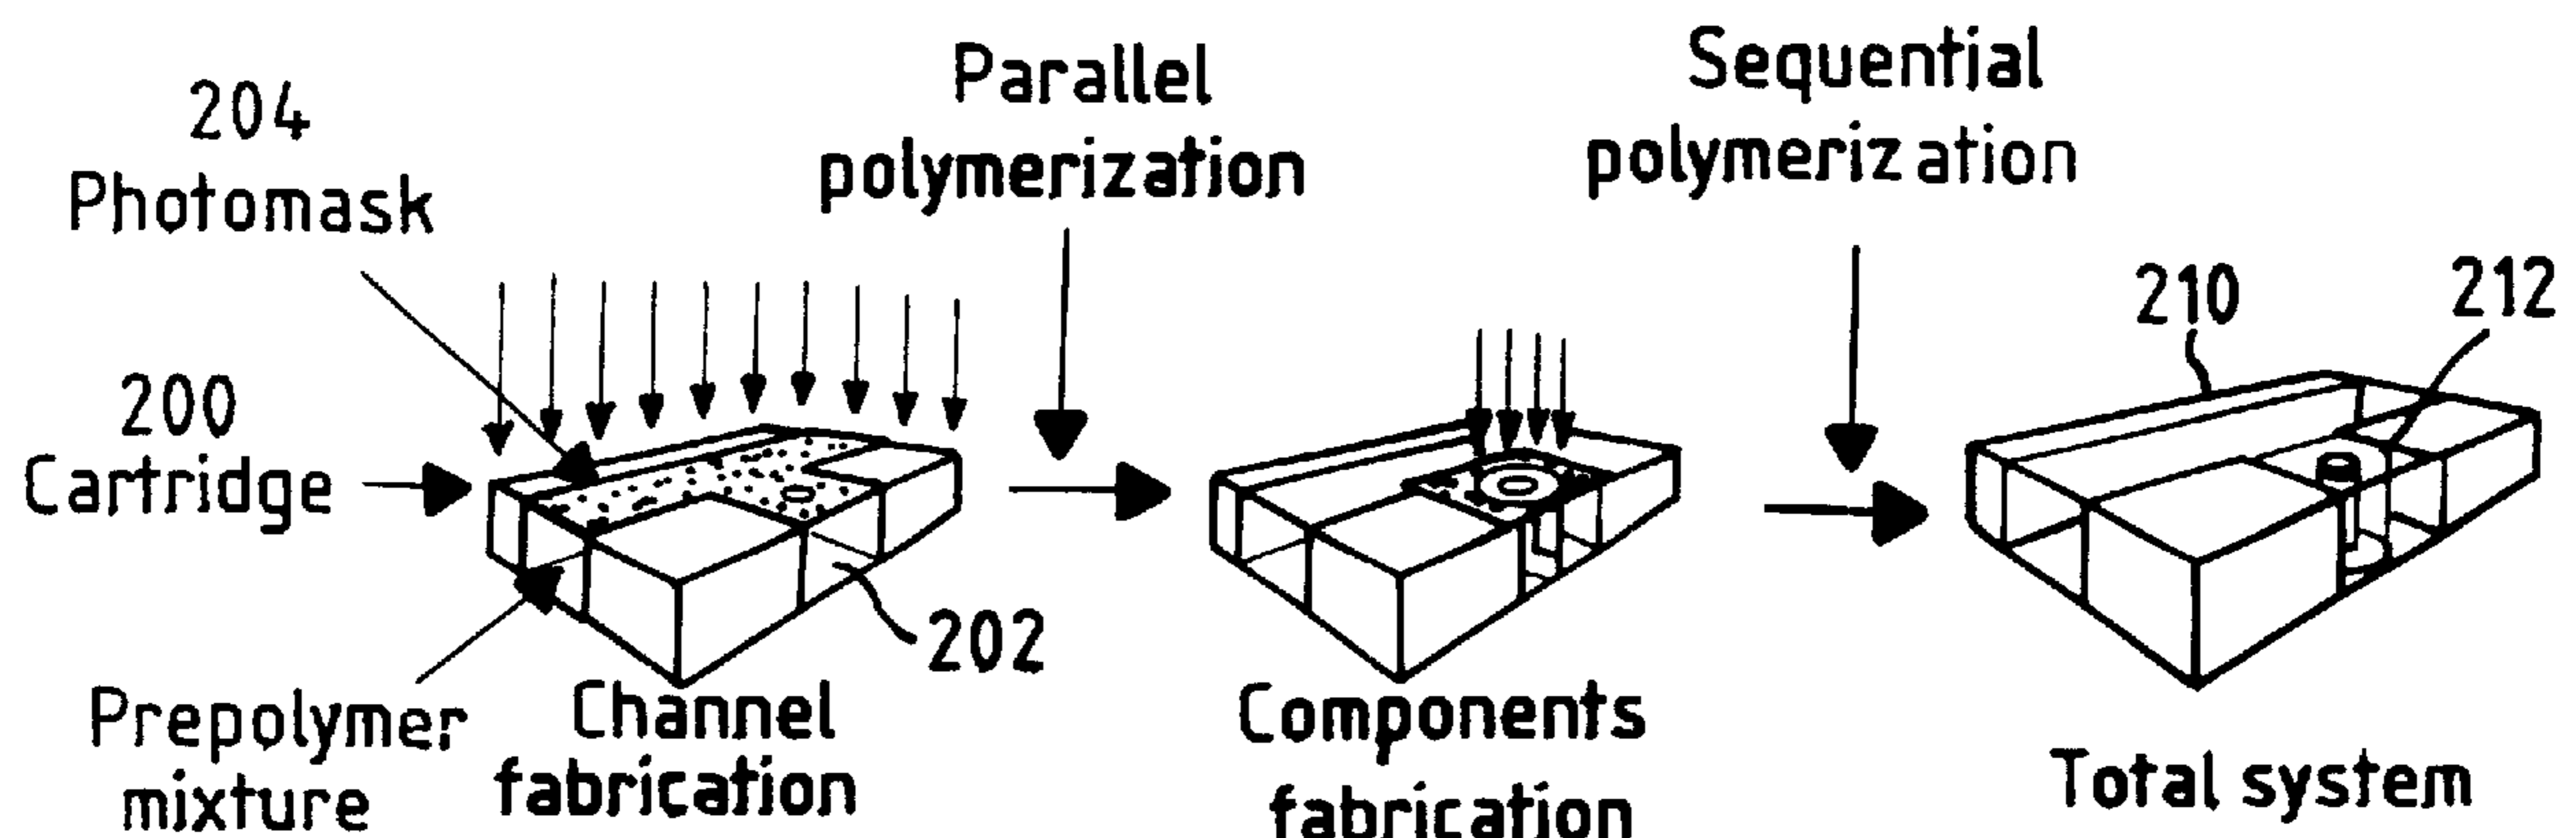 204
Photomask
200
Cartridge
Prepolymer
mixture
Channel
fabrication
202
Parallel
polymerization
Components
fabrication
Sequential
polymerization
210
212
Total system